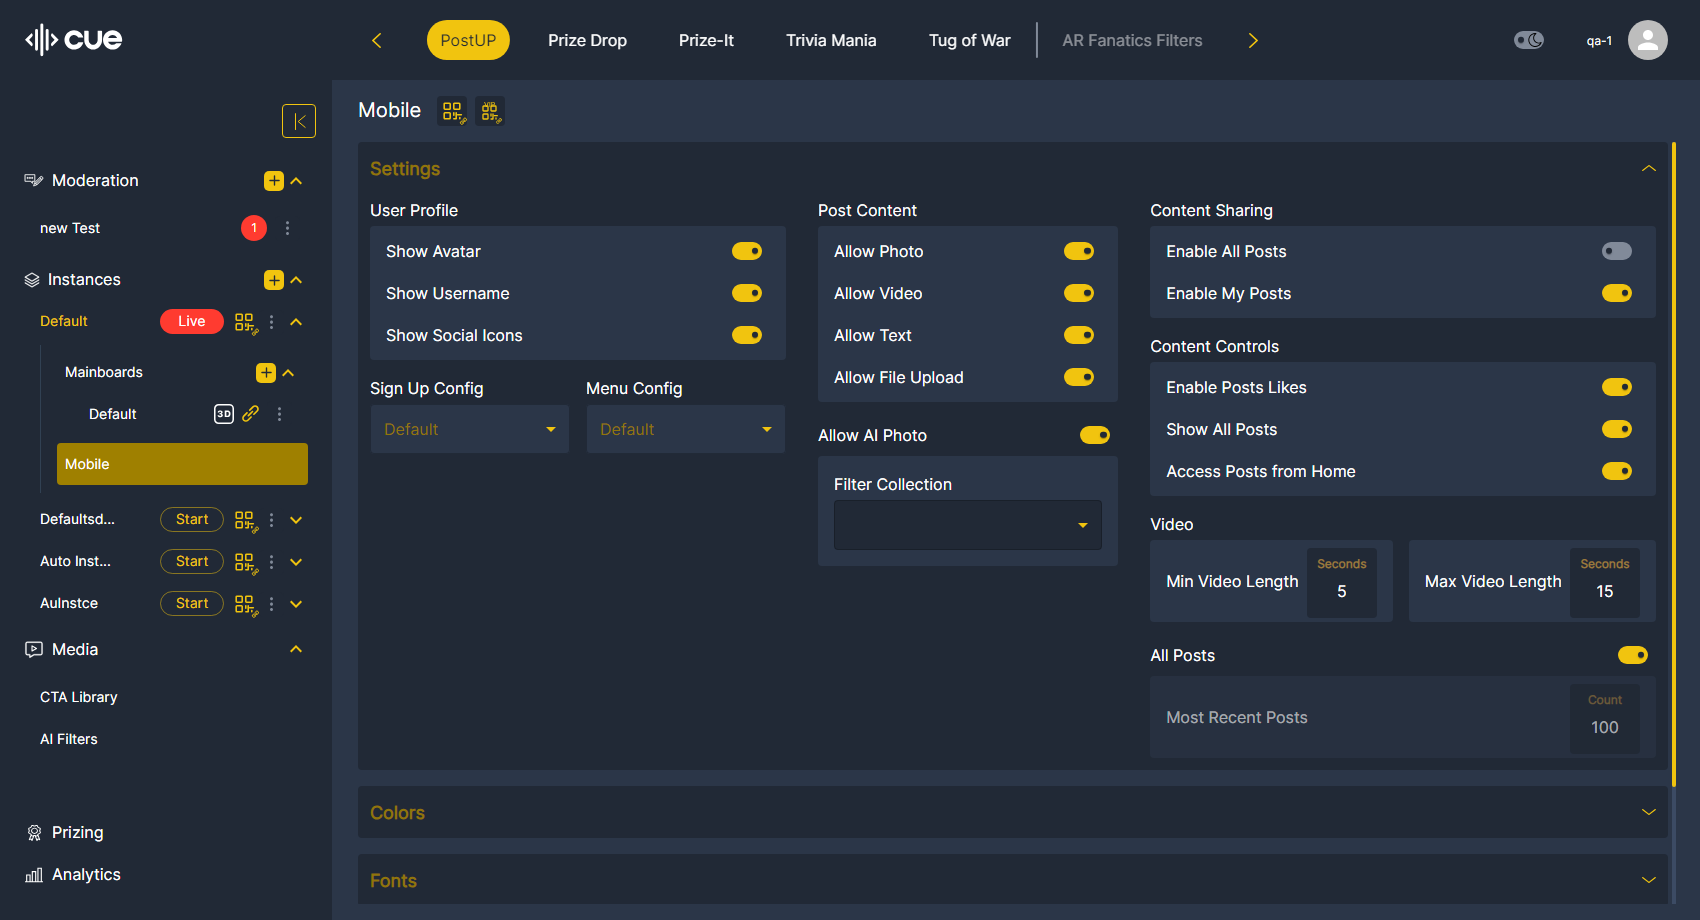 cue
PostUP
Prize Drop
Prize-It
Trivia Mania
Tug of War
AR Fanatics Filters
qa-1
Moderation
new Test
1
Instances
Default
Live
Mainboards
Default
3D
Mobile
Defaultsd...
Start
Auto Inst...
Start
AuInstce
Start
Media
CTA Library
AI Filters
Prizing
Analytics
Mobile
VIP
Settings
User Profile
Show Avatar
Show Username
Show Social Icons
Sign Up Config
Menu Config
Default
Default
Post Content
Allow Photo
Allow Video
Allow Text
Allow File Upload
Allow AI Photo
Filter Collection
Content Sharing
Enable All Posts
Enable My Posts
Content Controls
Enable Posts Likes
Show All Posts
Access Posts from Home
Video
Min Video Length
Seconds
5
Max Video Length
Seconds
15
All Posts
Most Recent Posts
Count
100
Colors
Fonts